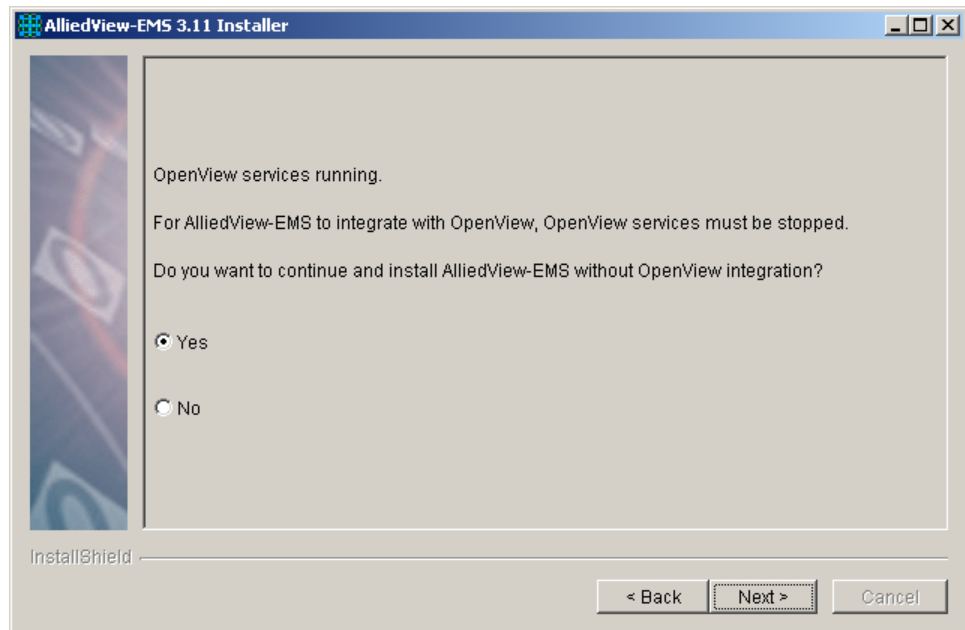 AlliedView-EMS 3.11 Installer
OpenView services running.
For AlliedView-EMS to integrate with OpenView, OpenView services must be stopped.
Do you want to continue and install AlliedView-EMS without OpenView integration?
Yes
No
InstallShield
< Back Next > Cancel